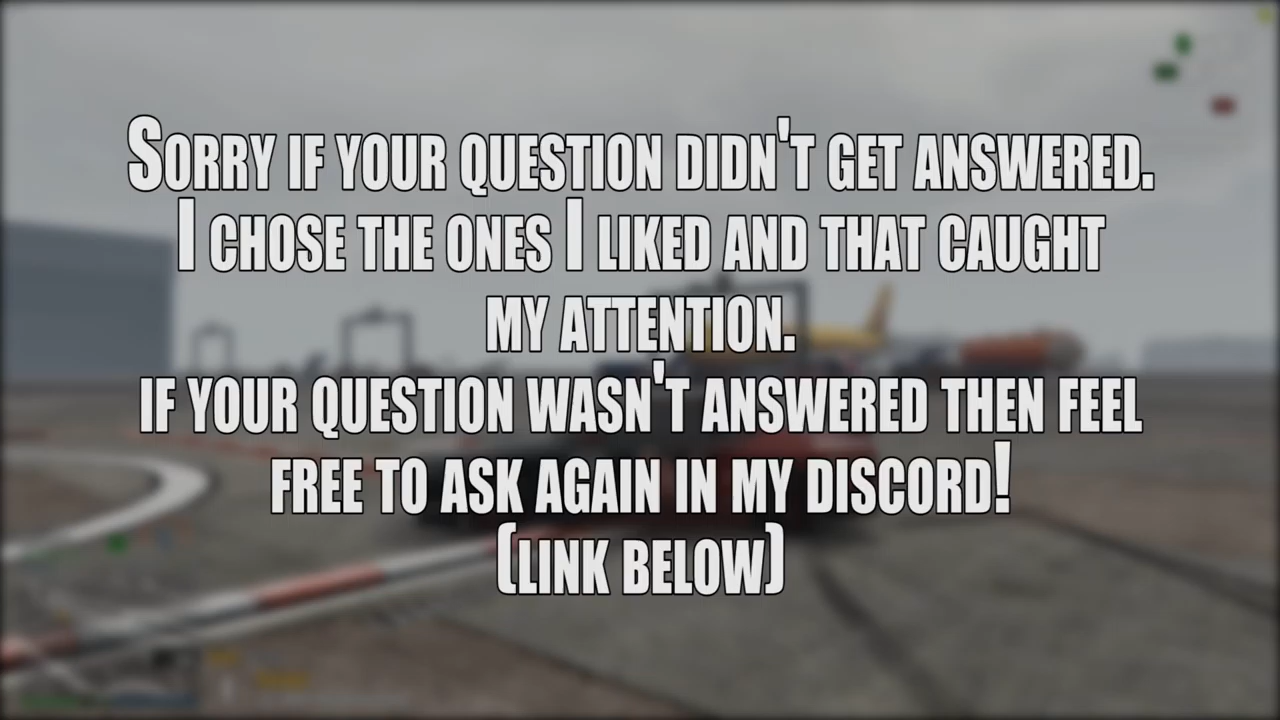 Sorry if your question didn't get answered.
I chose the ones I liked and that caught
my attention.
if your question wasn't answered then feel
free to ask again in my discord!
(link below)